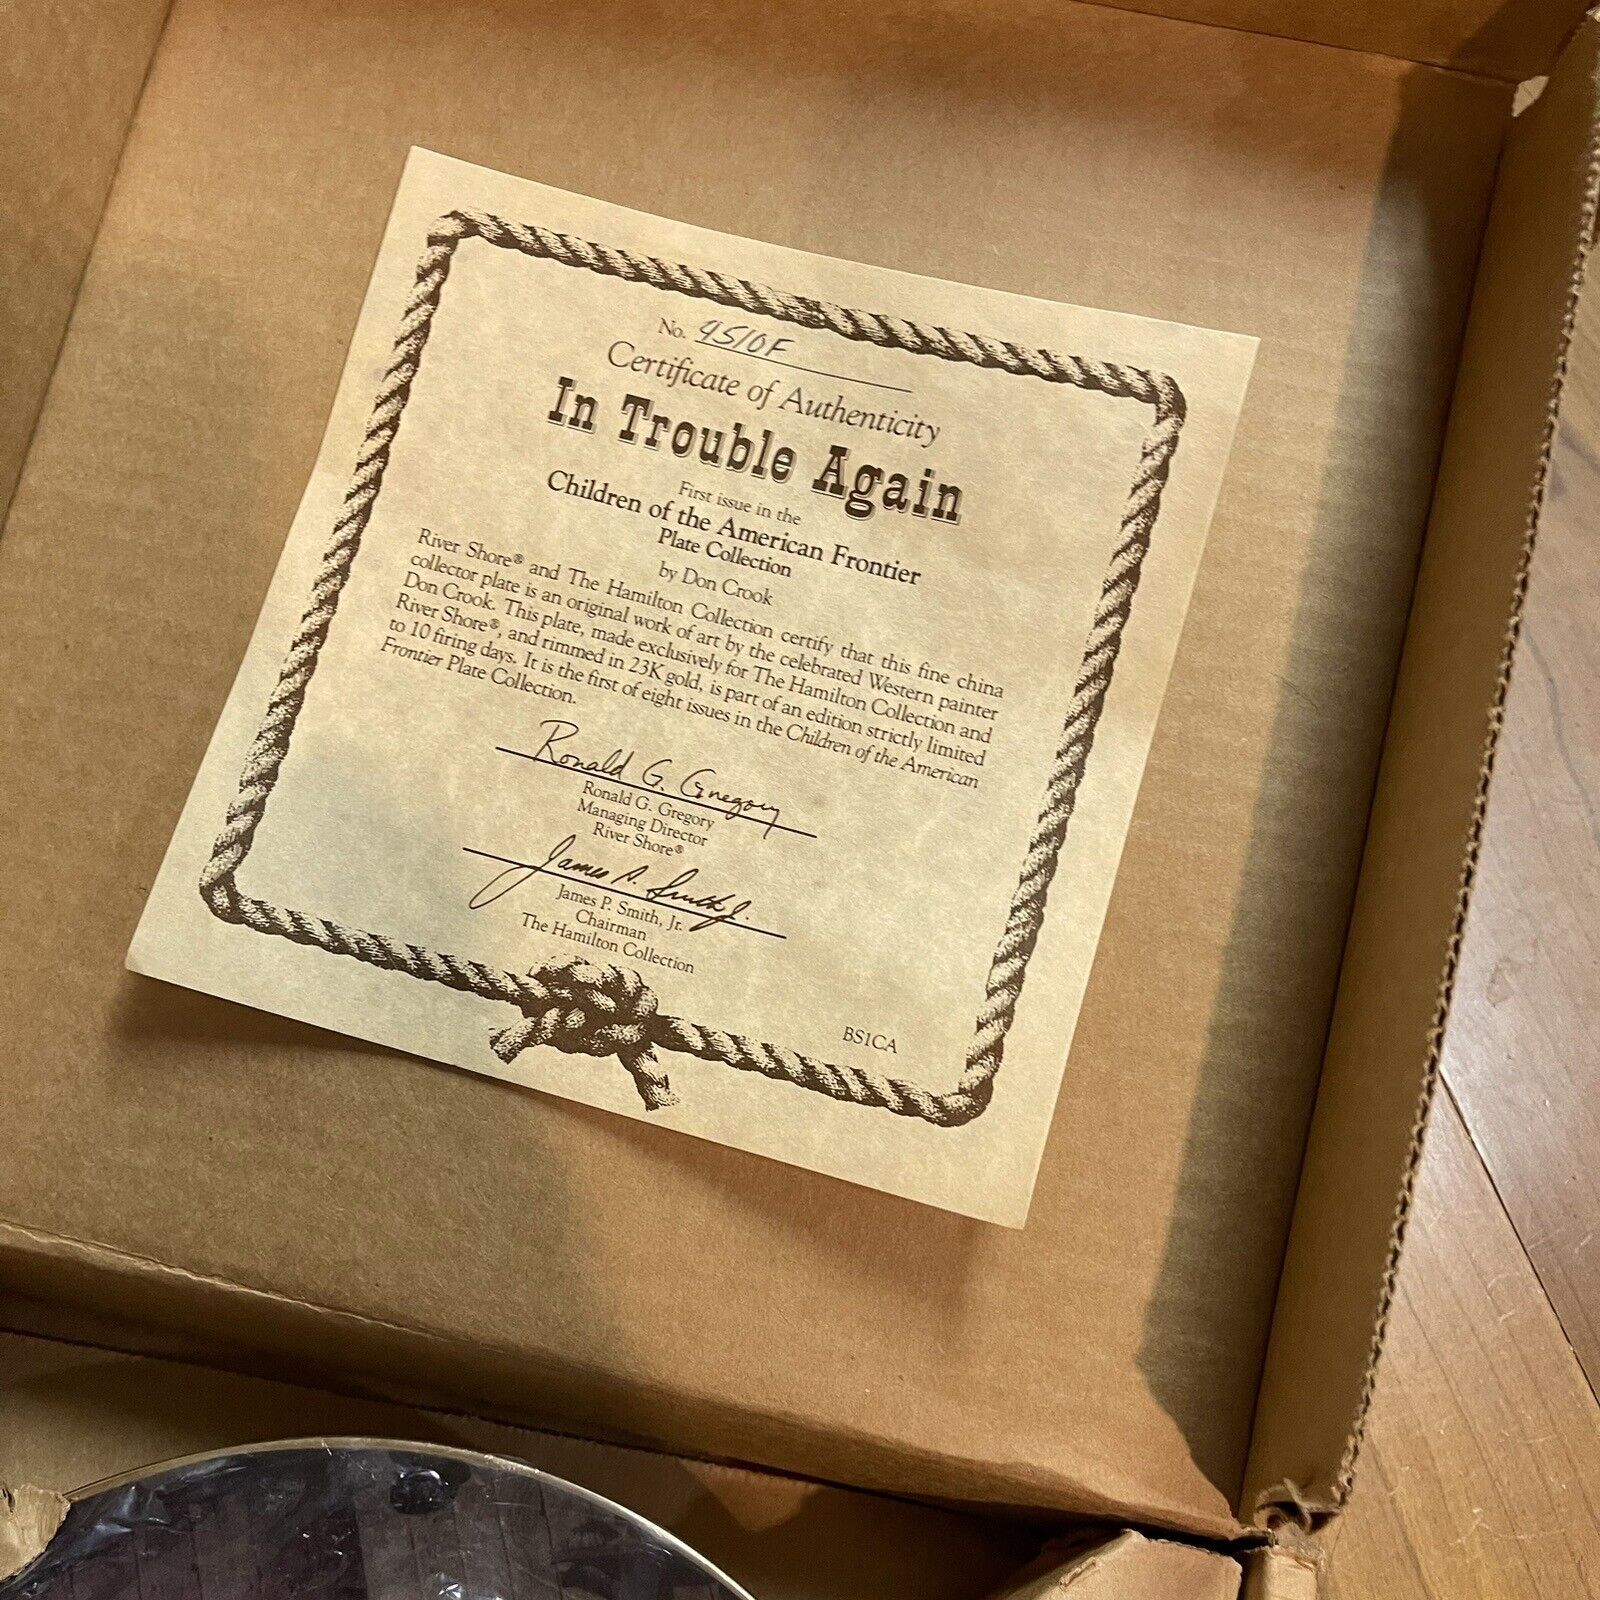 No. 4510F
Certificate of Authenticity
In Trouble Again
First issue in the
Children of the American Frontier
Plate Collection
by Don Crook
River Shore® and The Hamilton Collection certify that this fine china
collector plate is an original work of art by the celebrated Western painter
Don Crook. This plate, made exclusively for The Hamilton Collection and
River Shore®, and rimmed in 23K gold, is part of an edition strictly limited
to 10 firing days. It is the first of eight issues in the Children of the American
Frontier Plate Collection.
Ronald G. Gregory
Ronald G. Gregory
Managing Director
River Shore®
James P. Smith Jr.
James P. Smith, Jr.
Chairman
The Hamilton Collection
BS1CA